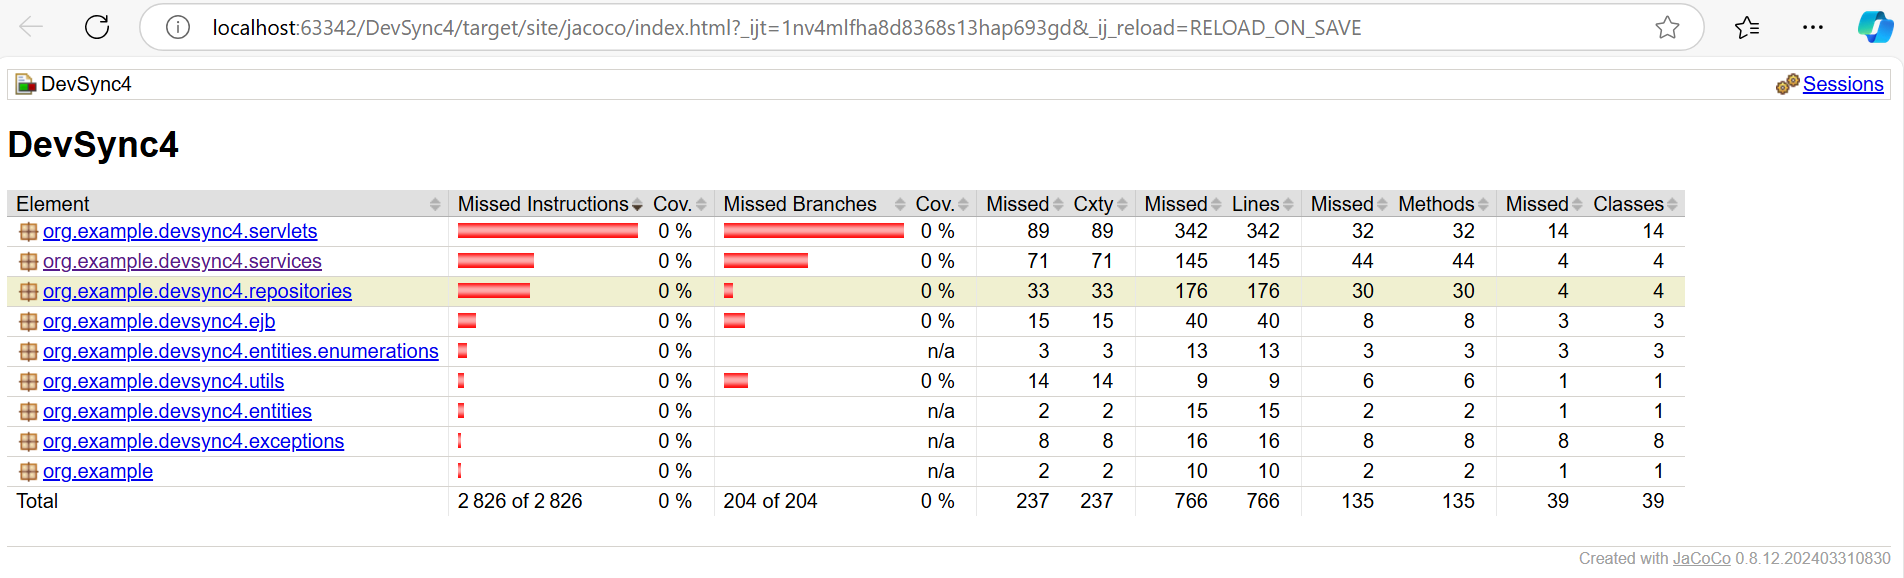 localhost:63342/DevSync4/target/site/jacoco/index.html?_ijt=1nv4mlfha8d8368s13hap693gd&_ij_reload=RELOAD_ON_SAVE
DevSync4 Sessions
DevSync4
Element Missed Instructions Cov. Missed Branches Cov. Missed Cxty Missed Lines Missed Methods Missed Classes
org.example.devsync4.servlets 0 % 0 % 89 89 342 342 32 32 14 14
org.example.devsync4.services 0 % 0 % 71 71 145 145 44 44 4 4
org.example.devsync4.repositories 0 % 0 % 33 33 176 176 30 30 4 4
org.example.devsync4.ejb 0 % 0 % 15 15 40 40 8 8 3 3
org.example.devsync4.entities.enumerations 0 % n/a 3 3 13 13 3 3 3 3
org.example.devsync4.utils 0 % 0 % 14 14 9 9 6 6 1 1
org.example.devsync4.entities 0 % n/a 2 2 15 15 2 2 1 1
org.example.devsync4.exceptions 0 % n/a 8 8 16 16 8 8 8 8
org.example 0 % n/a 2 2 10 10 2 2 1 1
Total 2 826 of 2 826 0 % 204 of 204 0 % 237 237 766 766 135 135 39 39
Created with JaCoCo 0.8.12.202403310830